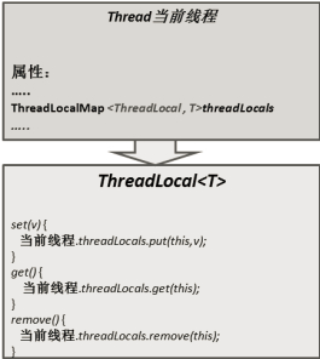 Thread当前线程
属性：
.....
ThreadLocalMap <ThreadLocal , T>threadLocals
.....
ThreadLocal<T>
set(v) {
当前线程.threadLocals.put(this,v);
}
get() {
当前线程.threadLocals.get(this);
}
remove() {
当前线程.threadLocals.remove(this);
}